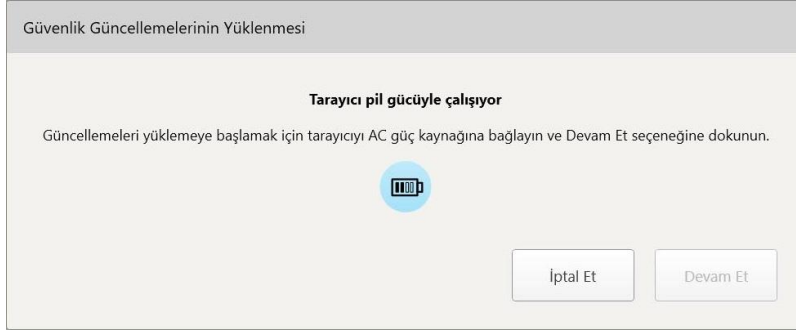 Güvenlik Güncellemelerinin Yüklenmesi
Tarayıcı pil gücüyle çalışıyor
Güncellemeleri yüklemeye başlamak için tarayıcıyı AC güç kaynağına bağlayın ve Devam Et seçeneğine dokunun.
İptal Et
Devam Et